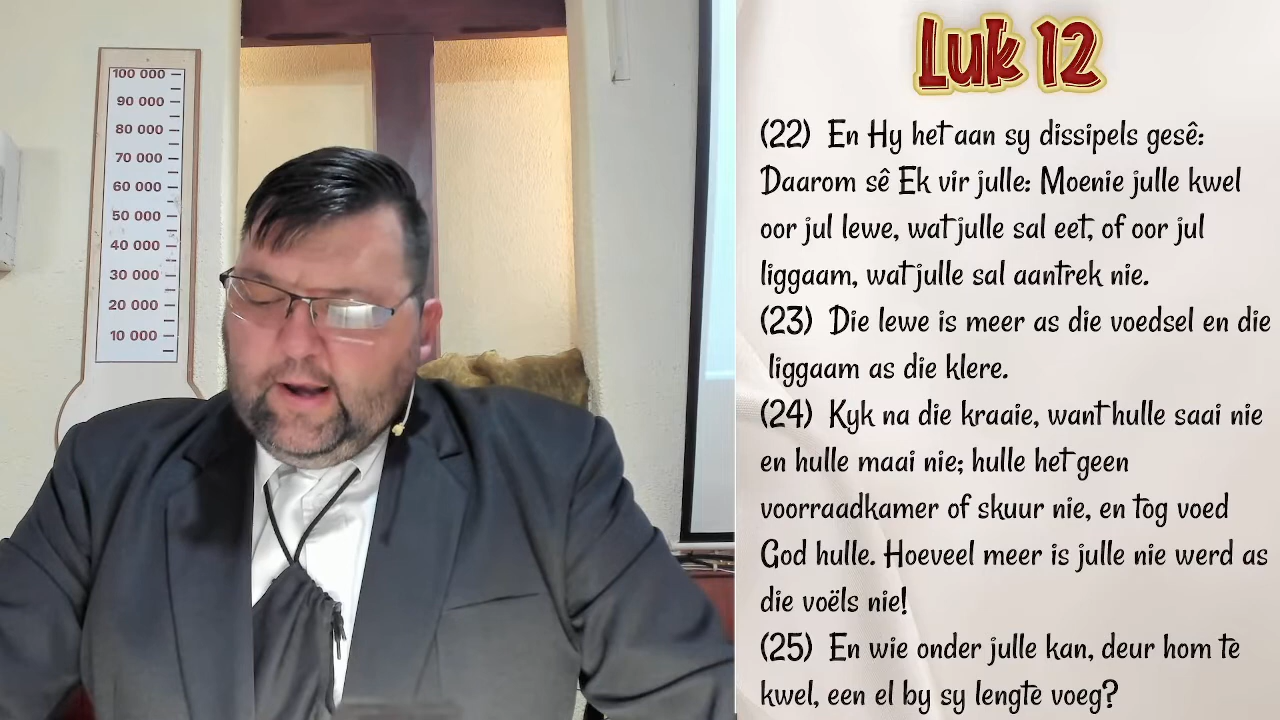 100 000
90 000
80 000
70 000
60 000
50 000
40 000
30 000
20 000
10 000
Luk 12
(22) En Hy het aan sy dissipels gesê:
Daarom sê Ek vir julle: Moenie julle kwel
oor jul lewe, wat julle sal eet, of oor jul
liggaam, wat julle sal aantrek nie.
(23) Die lewe is meer as die voedsel en die
liggaam as die klere.
(24) Kyk na die kraaie, want hulle saai nie
en hulle maai nie; hulle het geen
voorraadkamer of skuur nie, en tog voed
God hulle. Hoeveel meer is julle nie werd as
die voëls nie!
(25) En wie onder julle kan, deur hom te
kwel, een el by sy lengte voeg?